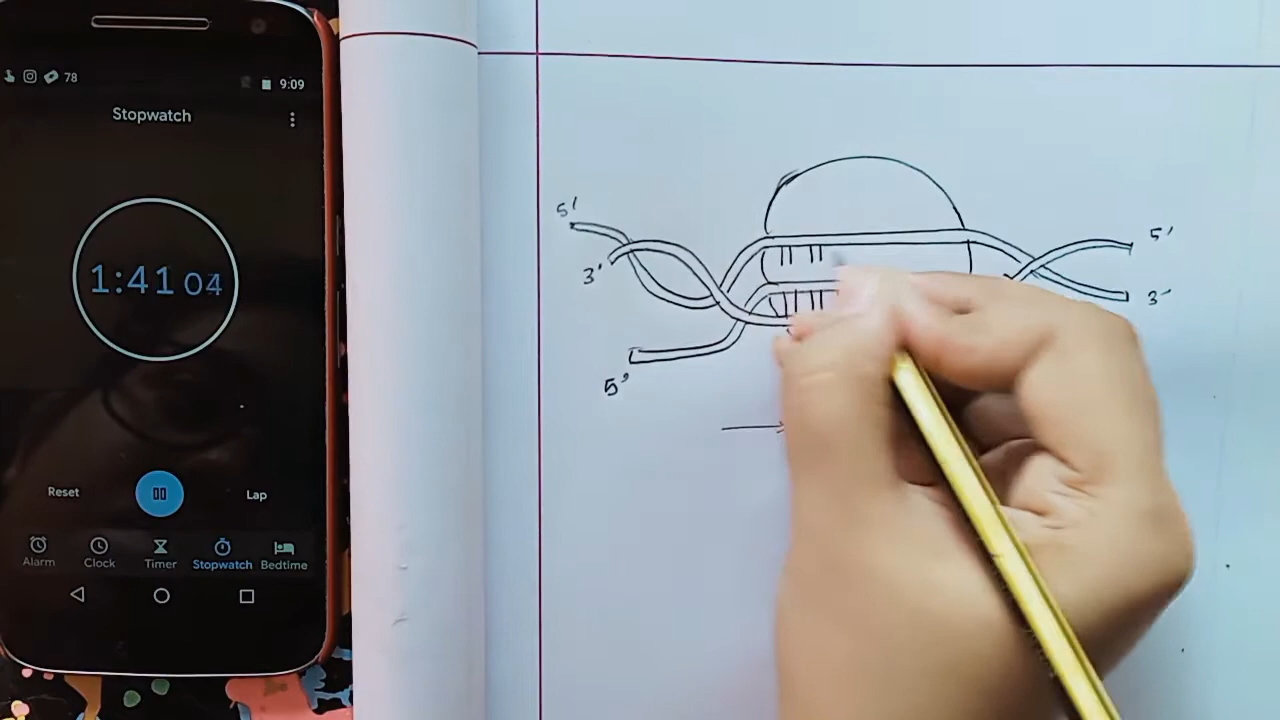 78 9:09
Stopwatch
1:41 04
Reset Lap
Alarm Clock Timer Stopwatch Bedtime
5'
3'
5'
5'
3'